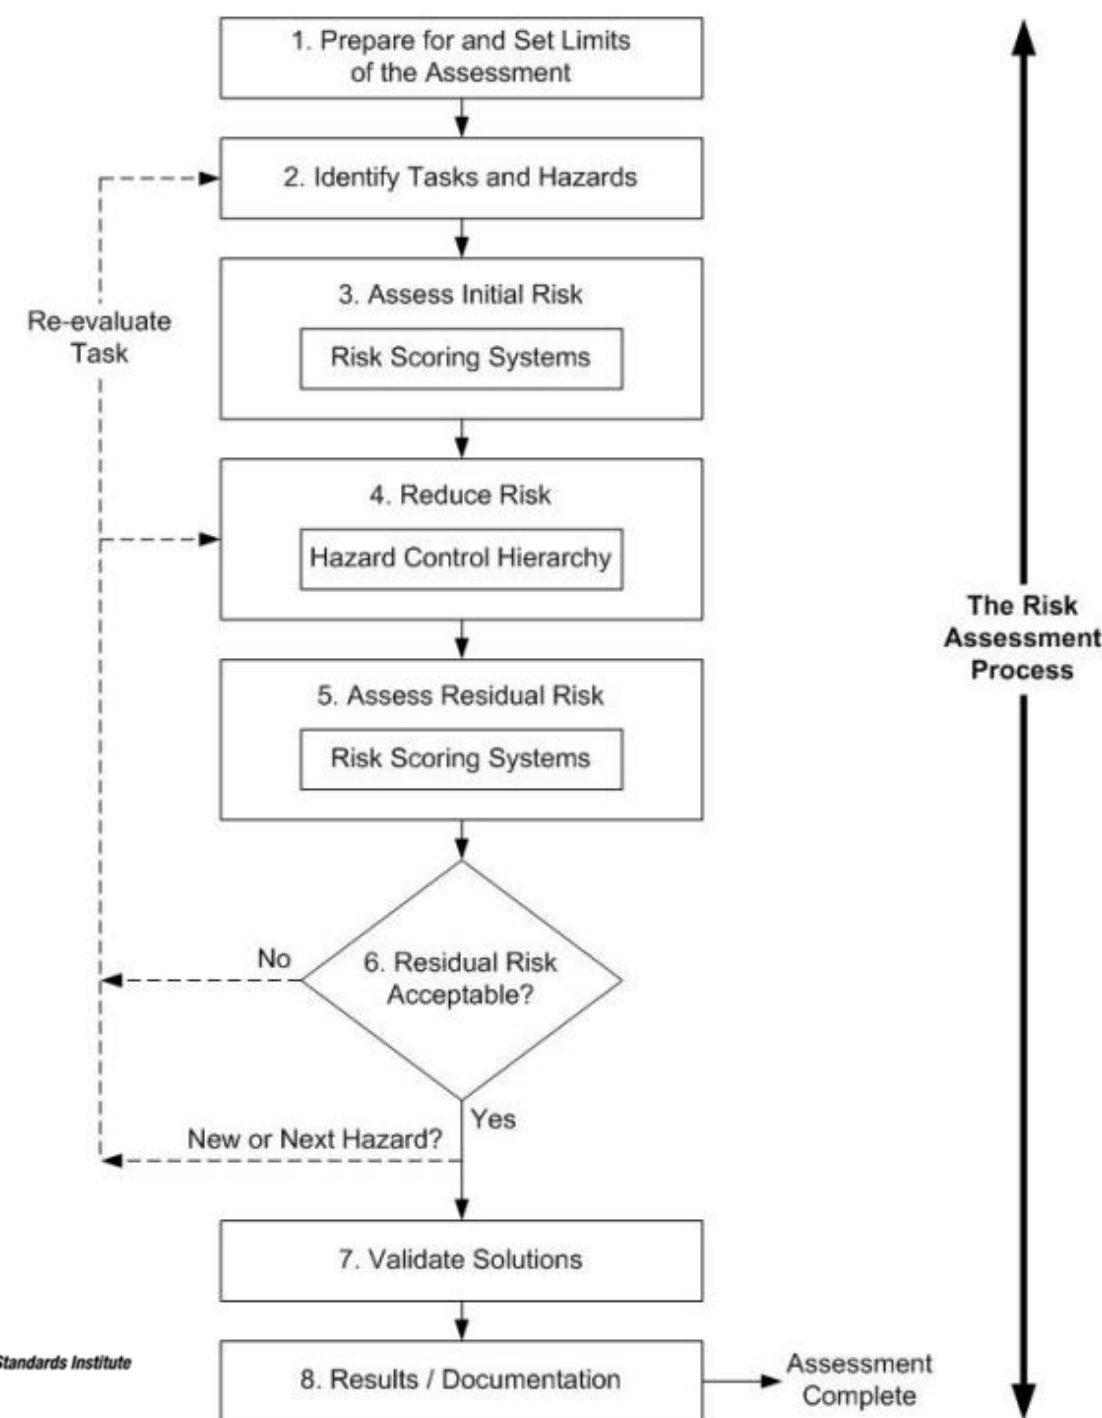 1. Prepare for and Set Limits
of the Assessment
2. Identify Tasks and Hazards
3. Assess Initial Risk
Risk Scoring Systems
Re-evaluate
Task
4. Reduce Risk
Hazard Control Hierarchy
The Risk
Assessment
Process
5. Assess Residual Risk
Risk Scoring Systems
No
6. Residual Risk
Acceptable?
Yes
New or Next Hazard?
7. Validate Solutions
Standards Institute
8. Results / Documentation
Assessment
Complete